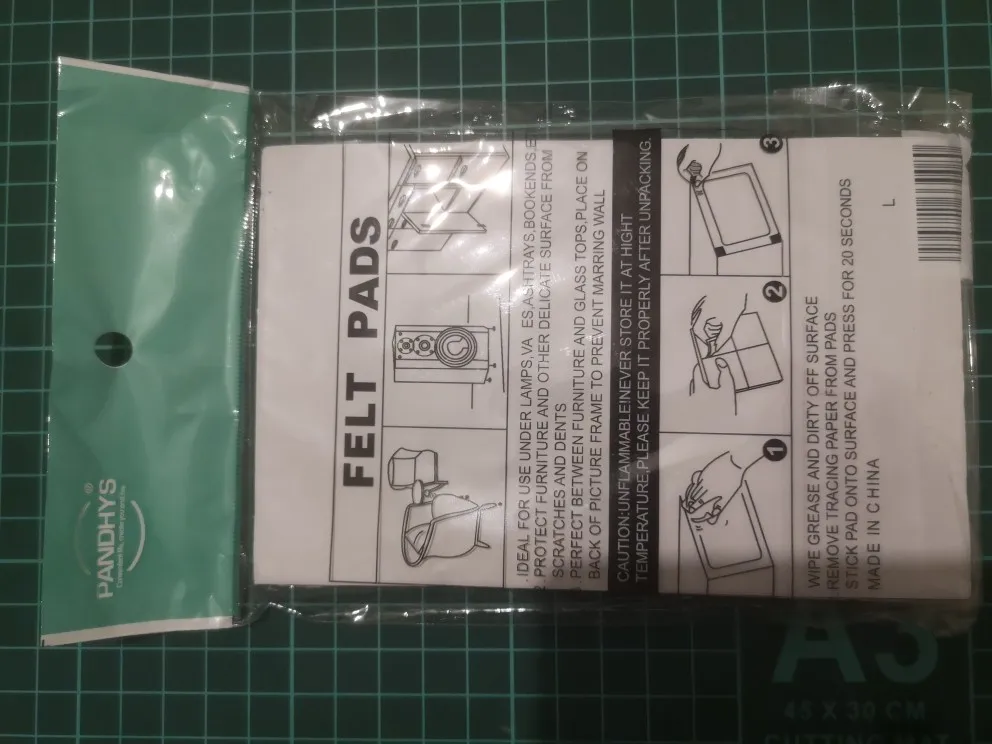 PANDHYS®
FELT PADS
. IDEAL FOR USE UNDER LAMPS,VA ES,ASHTRAYS,BOOKENDS,E
2. PROTECT FURNITURE AND OTHER DELICATE SURFACE FROM
SCRATCHES AND DENTS
. PERFECT BETWEEN FURNITURE AND GLASS TOPS,PLACE ON
BACK OF PICTURE FRAME TO PREVENT MARRING WALL
CAUTION:UNFLAMMABLE!NEVER STORE IT AT HIGHT
TEMPERATURE,PLEASE KEEP IT PROPERLY AFTER UNPACKING.
1
2
3
WIPE GREASE AND DIRTY OFF SURFACE
REMOVE TRACING PAPER FROM PADS
STICK PAD ONTO SURFACE AND PRESS FOR 20 SECONDS
MADE IN CHINA
L
A3
45 X 30 CM
CUTTING MAT